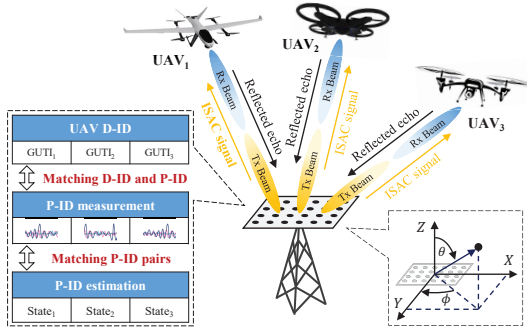 UAV₁
UAV₂
UAV₃
Rx Beam
Reflected echo
ISAC signal
Tx Beam
Rx Beam
Reflected echo
ISAC signal
Tx Beam
Rx Beam
Reflected echo
ISAC signal
Tx Beam
UAV D-ID
GUTI₁ GUTI₂ GUTI₃
Matching D-ID and P-ID
P-ID measurement
Matching P-ID pairs
P-ID estimation
State₁ State₂ State₃
Z
θ
X
Y
ϕ